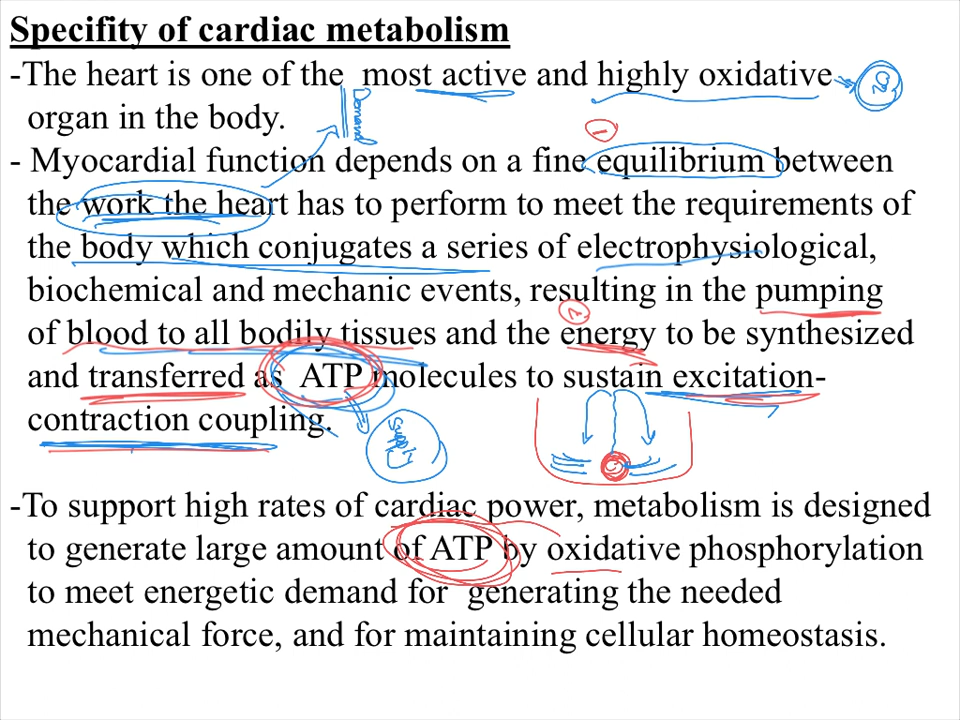 Specifity of cardiac metabolism
-The heart is one of the most active and highly oxidative
O2
organ in the body.
Demand
1
- Myocardial function depends on a fine equilibrium between
the work the heart has to perform to meet the requirements of
the body which conjugates a series of electrophysiological,
biochemical and mechanic events, resulting in the pumping
2
of blood to all bodily tissues and the energy to be synthesized
and transferred as ATP molecules to sustain excitation-
contraction coupling.
supply
-To support high rates of cardiac power, metabolism is designed
to generate large amount of ATP by oxidative phosphorylation
to meet energetic demand for generating the needed
mechanical force, and for maintaining cellular homeostasis.